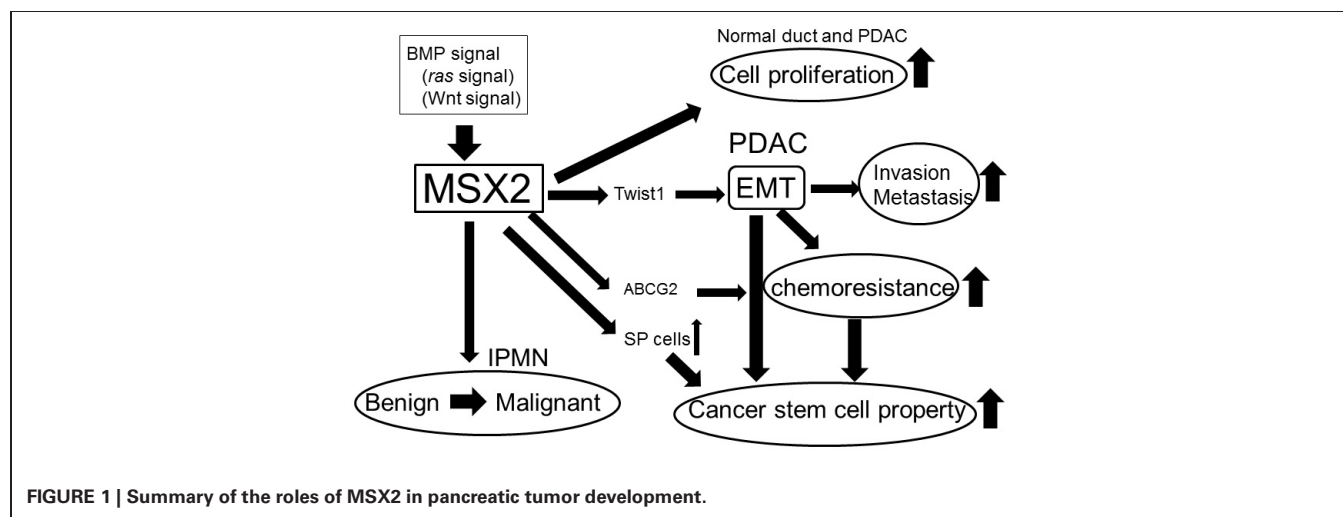 BMP signal
(ras signal)
(Wnt signal)
Normal duct and PDAC
Cell proliferation
MSX2
Twist1
PDAC
EMT
Invasion
Metastasis
ABCG2
chemoresistance
SP cells
IPMN
Benign Malignant
Cancer stem cell property
FIGURE 1 | Summary of the roles of MSX2 in pancreatic tumor development.